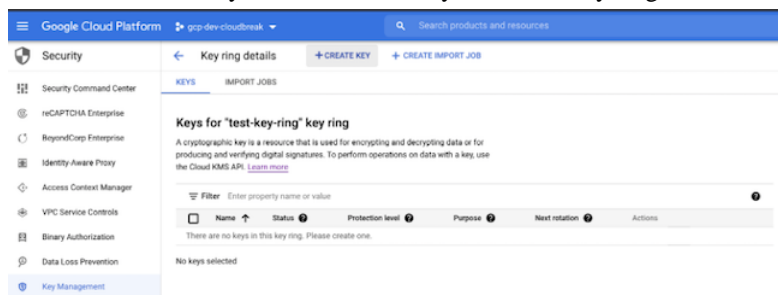 Google Cloud Platform gcp-dev-cloudbreak Search products and resources
Security
Key ring details CREATE KEY CREATE IMPORT JOB
KEYS IMPORT JOBS
Security Command Center
reCAPTCHA Enterprise
BeyondCorp Enterprise
Identity-Aware Proxy
Access Context Manager
VPC Service Controls
Binary Authorization
Data Loss Prevention
Key Management
Keys for "test-key-ring" key ring
A cryptographic key is a resource that is used for encrypting and decrypting data or for
producing and verifying digital signatures. To perform operations on data with a key, use
the Cloud KMS API. Learn more
Filter Enter property name or value
Name Status Protection level Purpose Next rotation Actions
There are no keys in this key ring. Please create one.
No keys selected